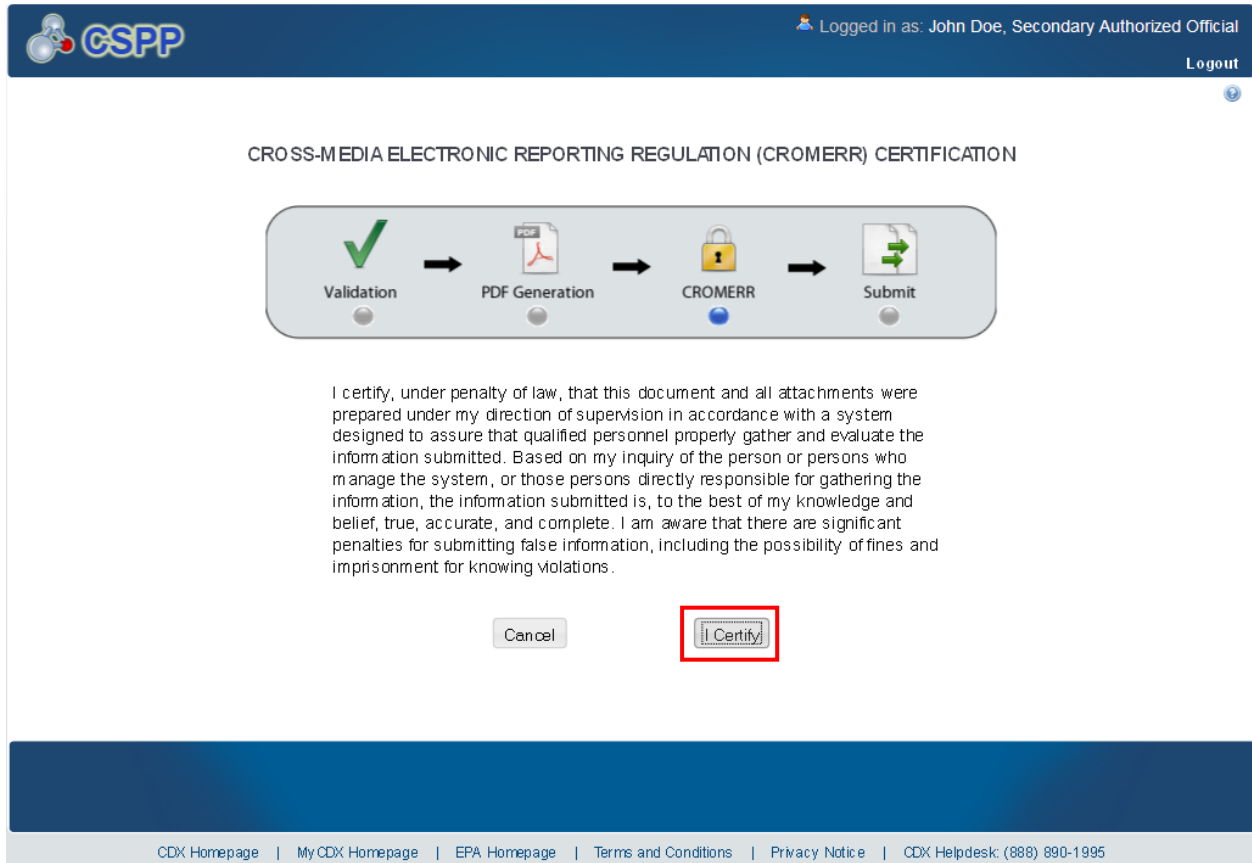 CSPP
Logged in as: John Doe, Secondary Authorized Official
Logout
CROSS-MEDIA ELECTRONIC REPORTING REGULATION (CROMERR) CERTIFICATION
PDF
Validation PDF Generation CROMERR Submit
I certify, under penalty of law, that this document and all attachments were
prepared under my direction of supervision in accordance with a system
designed to assure that qualified personnel properly gather and evaluate the
information submitted. Based on my inquiry of the person or persons who
manage the system, or those persons directly responsible for gathering the
information, the information submitted is, to the best of my knowledge and
belief, true, accurate, and complete. I am aware that there are significant
penalties for submitting false information, including the possibility of fines and
imprisonment for knowing violations.
Cancel I Certify
CDX Homepage | MyCDX Homepage | EPA Homepage | Terms and Conditions | Privacy Notice | CDX Helpdesk: (888) 890-1995